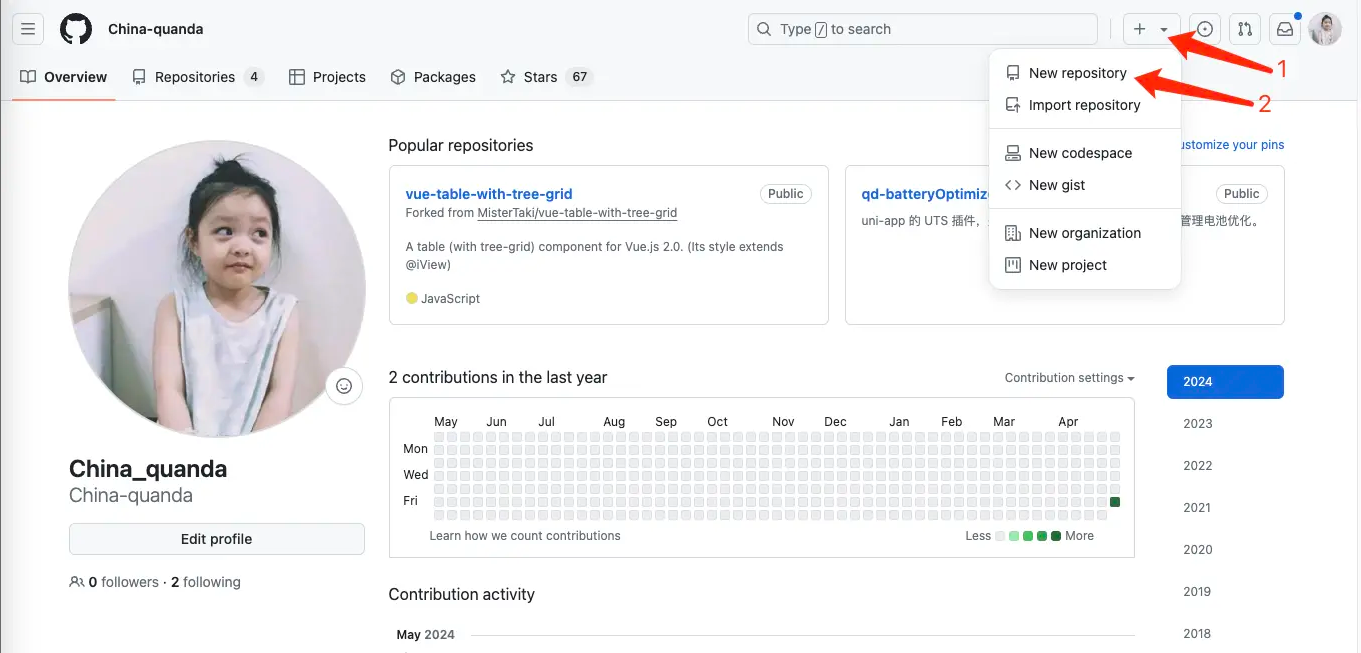 China-quanda
Type / to search
1
Overview
Repositories 4
Projects
Packages
Stars 67
New repository
2
Import repository
New codespace
New gist
New organization
New project
Popular repositories
ustomize your pins
vue-table-with-tree-grid
Public
Forked from MisterTaki/vue-table-with-tree-grid
A table (with tree-grid) component for Vue.js 2.0. (Its style extends
@iView)
JavaScript
qd-batteryOptimiz
Public
uni-app 的 UTS 插件,
管理电池优化。
2 contributions in the last year
Contribution settings
May Jun Jul Aug Sep Oct Nov Dec Jan Feb Mar Apr
Mon
Wed
Fri
Learn how we count contributions
Less
More
2024
2023
2022
2021
2020
2019
2018
China_quanda
China-quanda
Edit profile
0 followers · 2 following
Contribution activity
May 2024